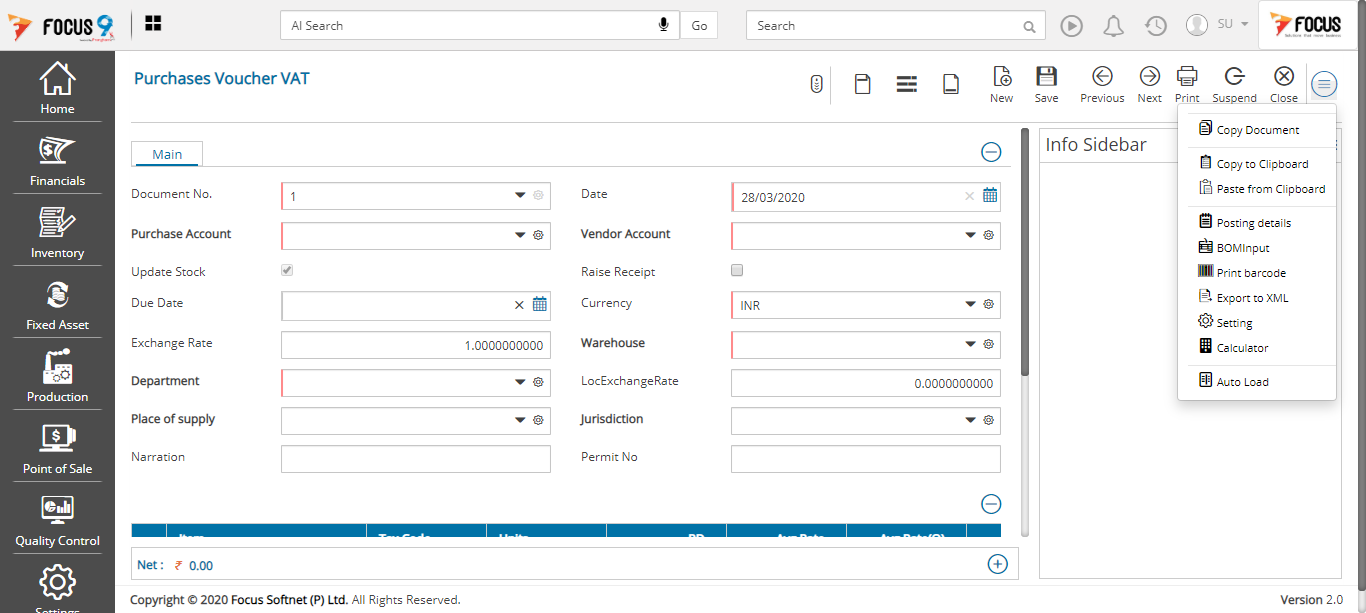 FOCUS 9
AI Search
Go
Search
SU
FOCUS
Home
Financials
Inventory
Fixed Asset
Production
Point of Sale
Quality Control
Settings
Purchases Voucher VAT
New
Save
Previous
Next
Print
Suspend
Close
Main
Document No.
1
Date
28/03/2020
Purchase Account
Vendor Account
Update Stock
Raise Receipt
Due Date
Currency
INR
Exchange Rate
1.0000000000
Warehouse
Department
LocExchangeRate
0.0000000000
Place of supply
Jurisdiction
Narration
Permit No
Item
Tax Code
Units
Net : ₹ 0.00
Info Sidebar
Copy Document
Copy to Clipboard
Paste from Clipboard
Posting details
BOMInput
Print barcode
Export to XML
Setting
Calculator
Auto Load
Copyright © 2020 Focus Softnet (P) Ltd. All Rights Reserved.
Version 2.0